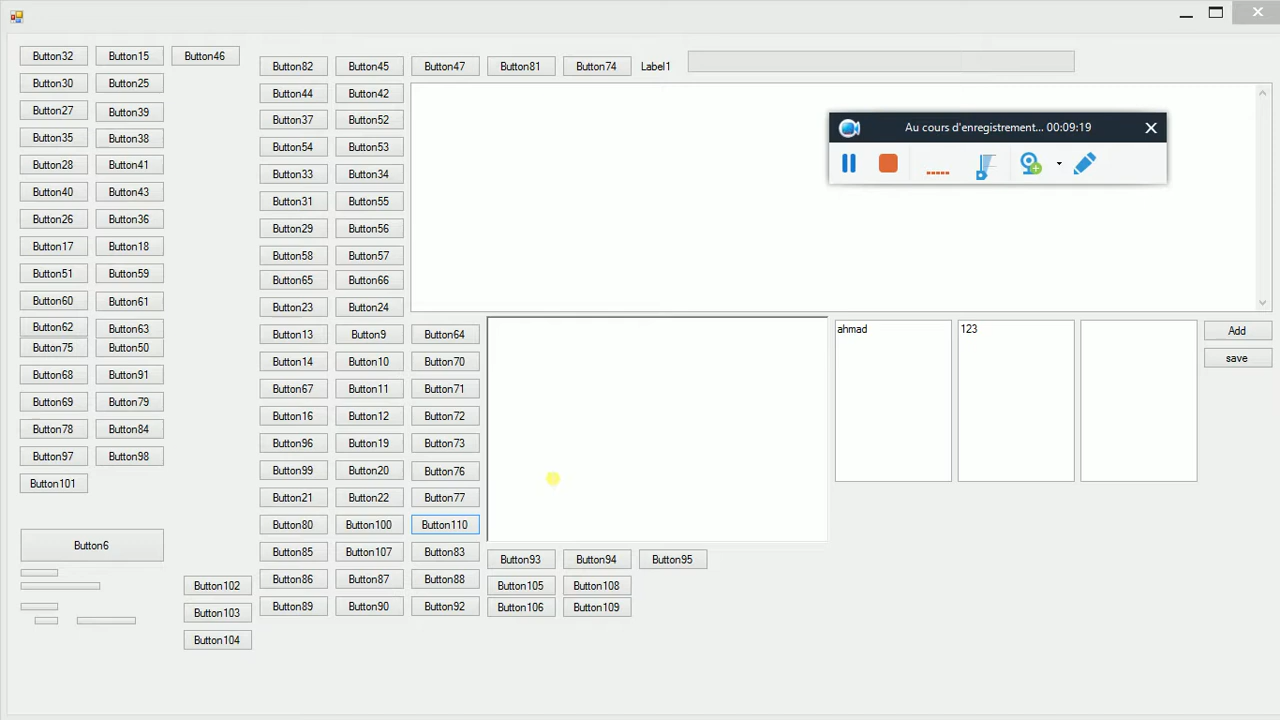 Button32 Button15 Button46
Button82 Button45 Button47 Button81 Button74 Label1
Button30 Button25
Button44 Button42
Button27 Button39
Button37 Button52
Au cours d'enregistrement... 00:09:19
Button35 Button38
Button54 Button53
Button28 Button41
Button33 Button34
Button40 Button43
Button31 Button55
Button26 Button36
Button29 Button56
Button17 Button18
Button58 Button57
Button51 Button59
Button65 Button66
Button60 Button61
Button23 Button24
Button62 Button63
Button13 Button9 Button64
ahmad 123 Add
Button75 Button50
Button14 Button10 Button70
save
Button68 Button91
Button67 Button11 Button71
Button69 Button79
Button16 Button12 Button72
Button78 Button84
Button96 Button19 Button73
Button97 Button98
Button99 Button20 Button76
Button101
Button21 Button22 Button77
Button80 Button100 Button110
Button6
Button85 Button107 Button83
Button93 Button94 Button95
Button86 Button87 Button88
Button102
Button105 Button108
Button89 Button90 Button92
Button106 Button109
Button103
Button104